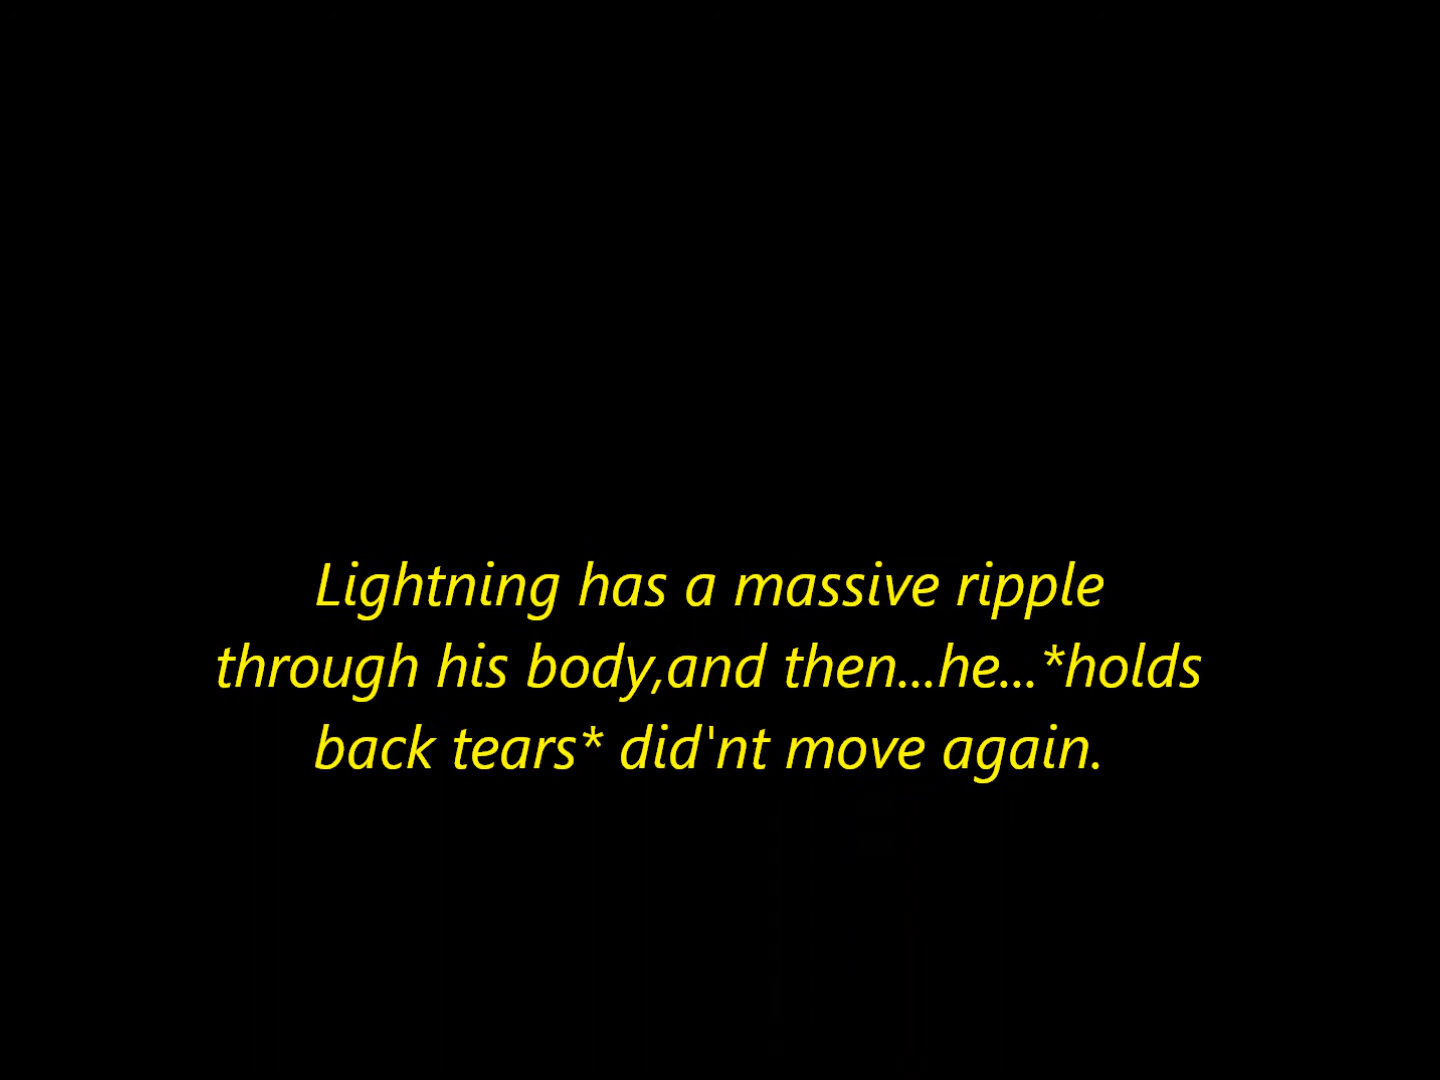 Lightning has a massive ripple
through his body,and then...he...*holds
back tears* did'nt move again.